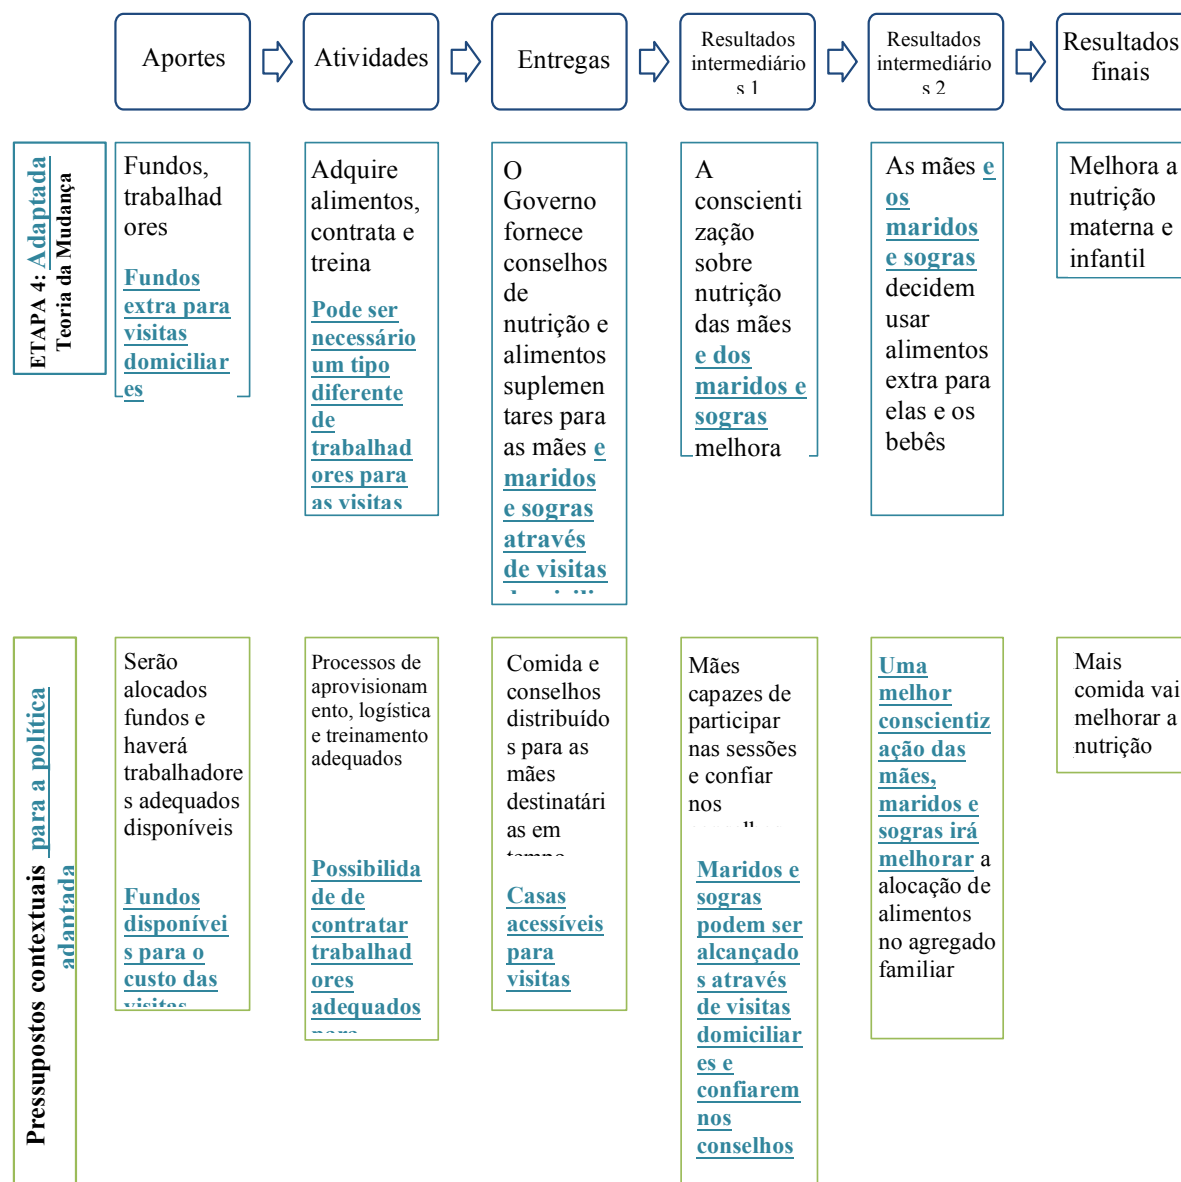 Aportes
Atividades
Entregas
Resultados
intermediário
s 1
Resultados
intermediário
s 2
Resultados
finais
ETAPA 4: Adaptada
Teoria da Mudança
Fundos,
trabalhad
ores
Fundos
extra para
visitas
domiciliar
es
Adquire
alimentos,
contrata e
treina
Pode ser
necessário
um tipo
diferente
de
trabalhad
ores para
as visitas
O
Governo
fornece
conselhos
de
nutrição e
alimentos
suplemen
tares para
as mães e
maridos
e sogras
através
de visitas
A
conscienti
zação
sobre
nutrição
das mães
e dos
maridos e
sogras
melhora
As mães e
os
maridos
e sogras
decidem
usar
alimentos
extra para
elas e os
bebês
Melhora a
nutrição
materna e
infantil
Pressupostos contextuais para a política
adaptada
Serão
alocados
fundos e
haverá
trabalhadore
s adequados
disponíveis
Fundos
disponívei
s para o
custo das
visitas
Processos de
aprovisionam
ento, logística
e treinamento
adequados
Possibilida
de de
contratar
trabalhad
ores
adequados
para
Comida e
conselhos
distribuído
s para as
mães
destinatári
as em
tempo
Casas
acessíveis
para
visitas
Mães
capazes de
participar
nas sessões
e confiar
nos
Maridos e
sogras
podem ser
alcançado
s através
de visitas
domiciliar
es e
confiarem
nos
conselhos
Uma
melhor
conscientiz
ação das
mães,
maridos e
sogras irá
melhorar a
alocação de
alimentos
no agregado
familiar
Mais
comida vai
melhorar a
nutrição